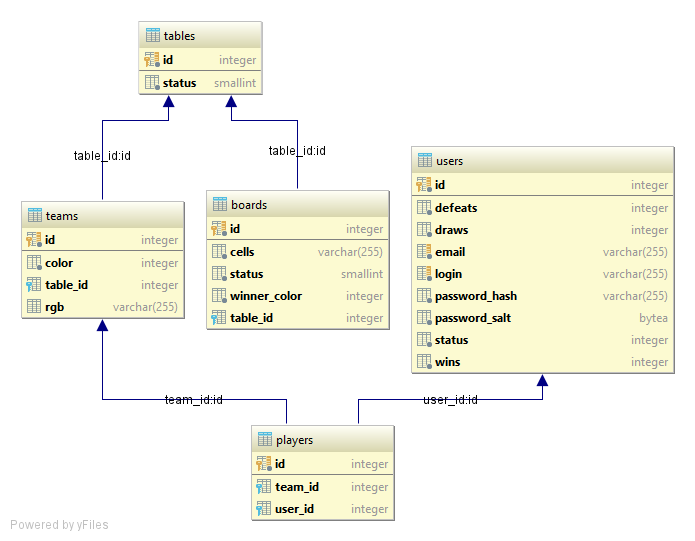 tables
id integer
status smallint
table_id:id
table_id:id
teams
id integer
color integer
table_id integer
rgb varchar(255)
boards
id integer
cells varchar(255)
status smallint
winner_color integer
table_id integer
users
id integer
defeats integer
draws integer
email varchar(255)
login varchar(255)
password_hash varchar(255)
password_salt bytea
status integer
wins integer
team_id:id
user_id:id
players
id integer
team_id integer
user_id integer
Powered by yFiles